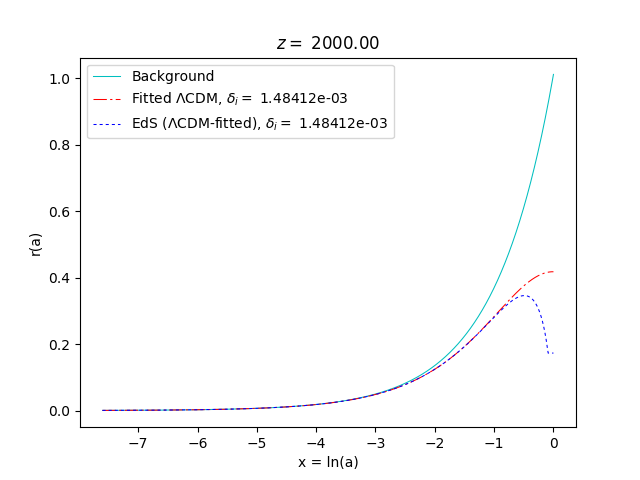 z = 2000.00
Background
Fitted ΛCDM, δi = 1.48412e-03
EdS (ΛCDM-fitted), δi = 1.48412e-03
1.0
0.8
0.6
0.4
0.2
0.0
r(a)
−7 −6 −5 −4 −3 −2 −1 0
x = ln(a)